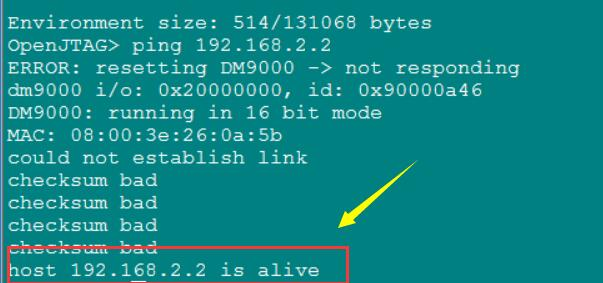 Environment size: 514/131068 bytes
OpenJTAG> ping 192.168.2.2
ERROR: resetting DM9000 -> not responding
dm9000 i/o: 0x20000000, id: 0x90000a46
DM9000: running in 16 bit mode
MAC: 08:00:3e:26:0a:5b
could not establish link
checksum bad
checksum bad
checksum bad
checksum bad
host 192.168.2.2 is alive